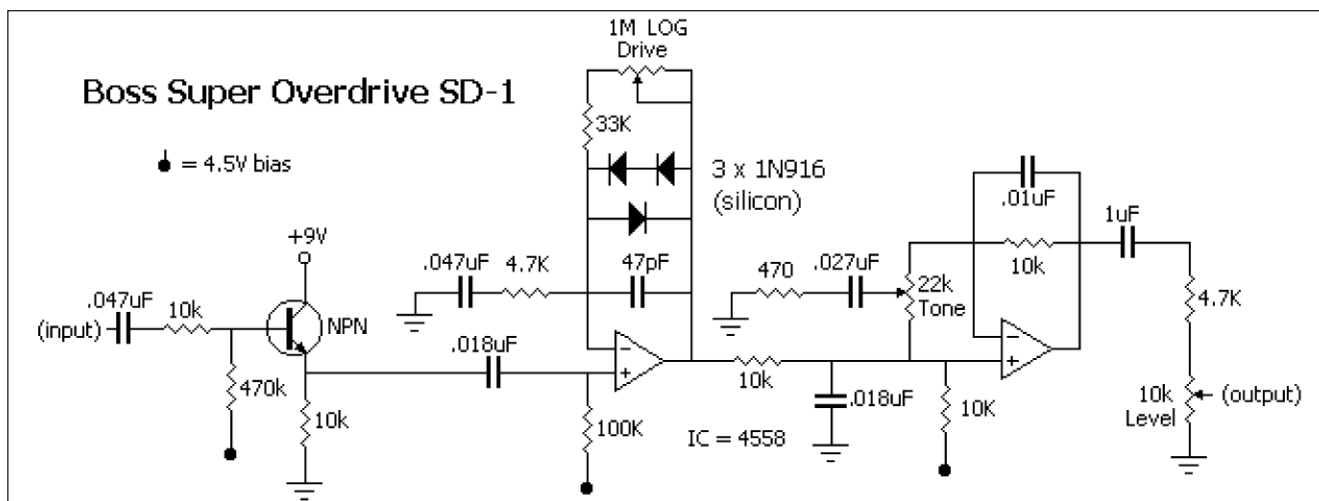 1M LOG
Drive
Boss Super Overdrive SD-1
33K
= 4.5V bias
3 x 1N916
(silicon)
.01uF
1uF
+9V
.047uF
4.7K
47pF
470
.027uF
10k
22k
Tone
4.7K
.047uF
(input)
10k
NPN
.018uF
−
+
−
+
10k
.018uF
10k
Level
(output)
470k
10k
100K
IC = 4558
10K